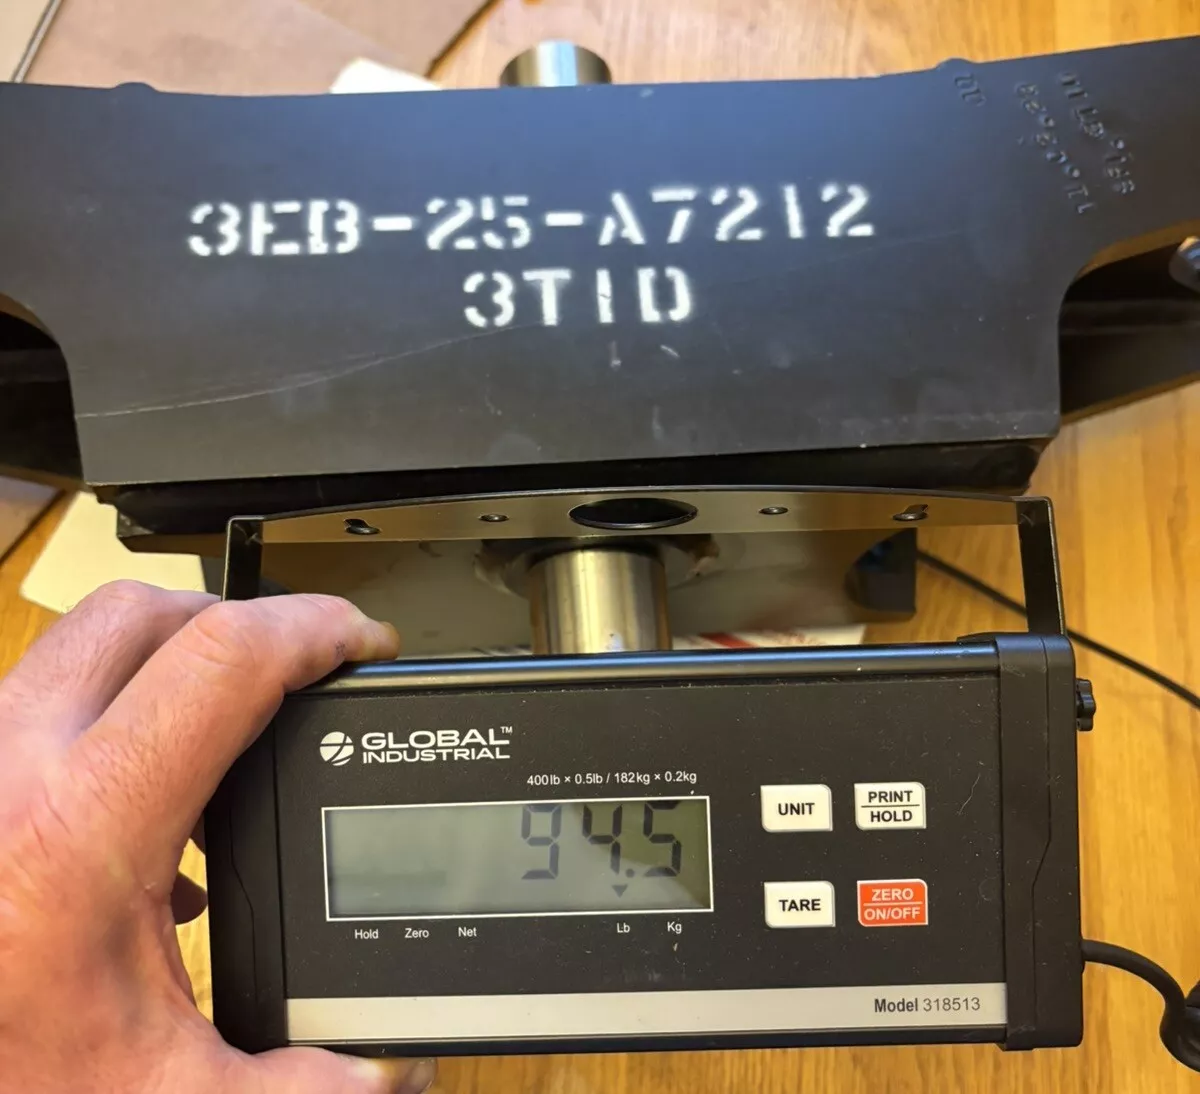 3EB-25-A7212
3TID
GLOBAL™
INDUSTRIAL
400lb × 0.5lb / 182kg × 0.2kg
94.5
UNIT
PRINT
HOLD
TARE
ZERO
ON/OFF
Hold Zero Net Lb Kg
Model 318513